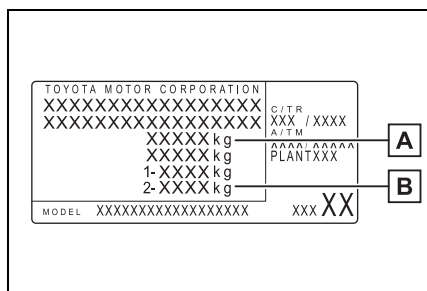 TOYOTA MOTOR CORPORATION
XXXXXXXXXXXXXXXXX
XXXXXXXXXXXXXXXXX
XXXXX kg
XXXXX kg
1- XXXX kg
2- XXXX kg
C/TR
XXX / XXXX
A/TM
^^^^/^^^^^
PLANTXXX
A
B
MODEL XXXXXXXXXXXXXXXXXX
XXX XX